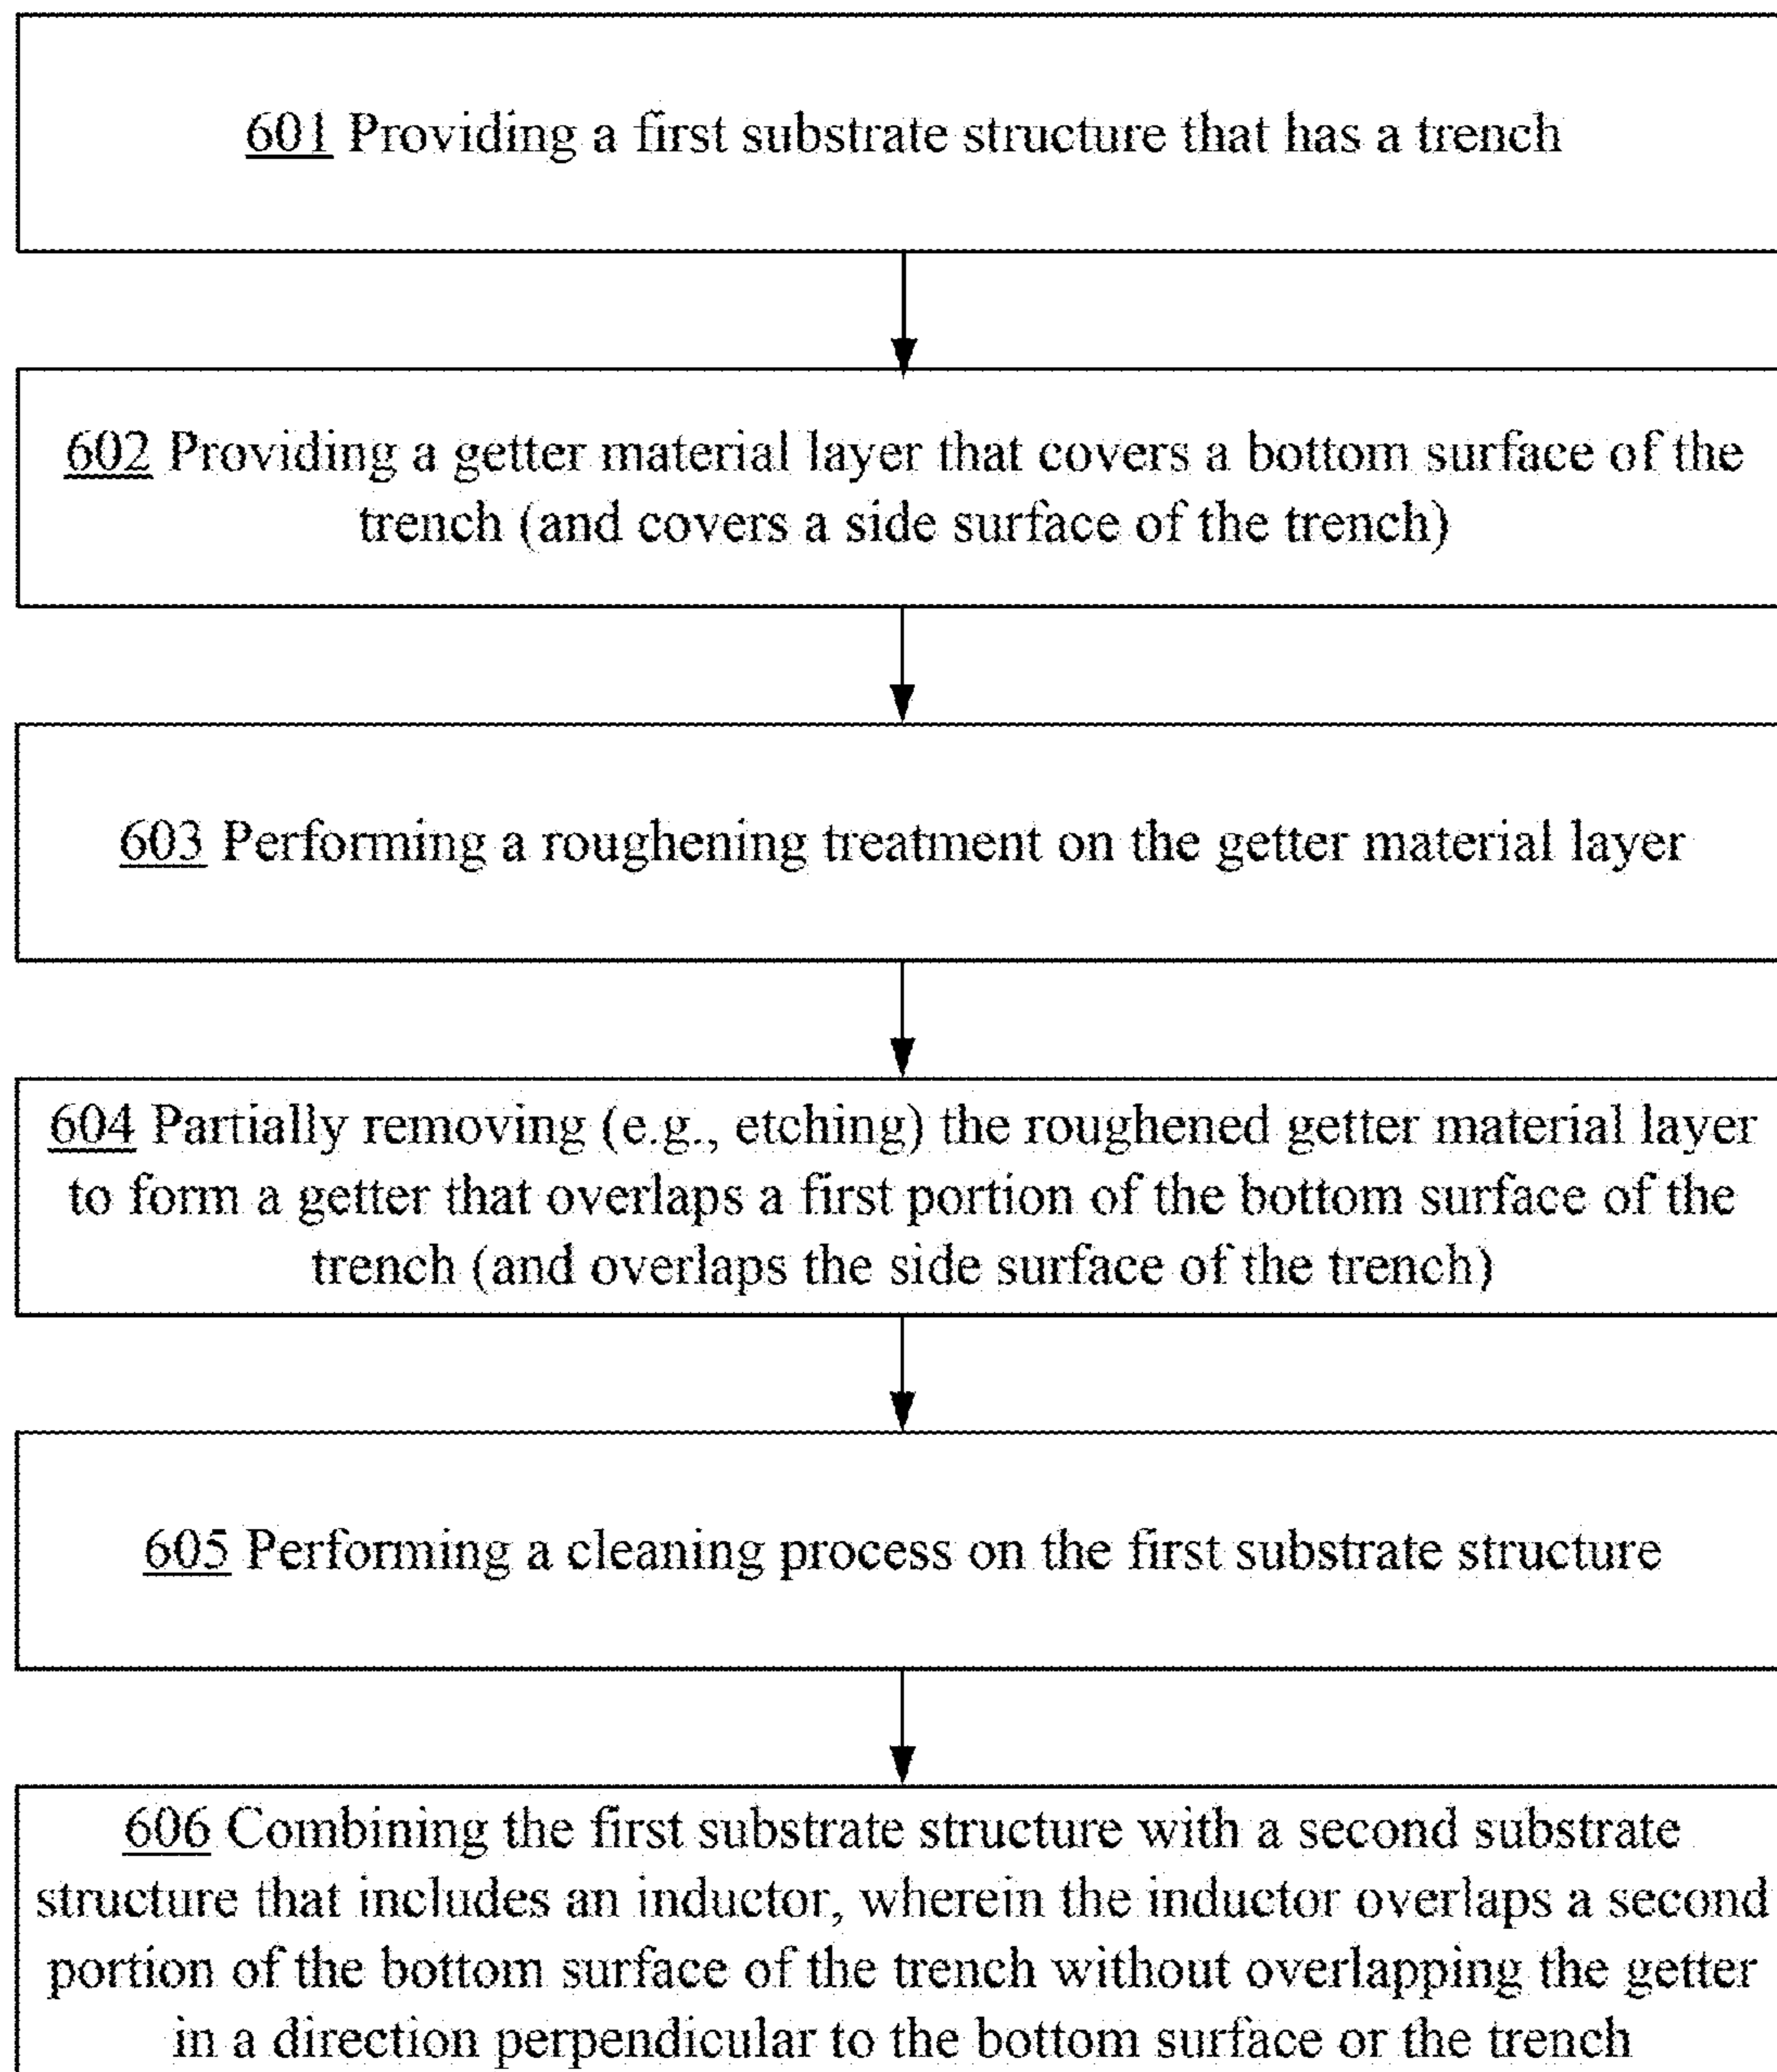 601 Providing a first substrate structure that has a trench
602 Providing a getter material layer that covers a bottom surface of the
trench (and covers a side surface of the trench)
603 Performing a roughening treatment on the getter material layer
604 Partially removing (e.g., etching) the roughened getter material layer
to form a getter that overlaps a first portion of the bottom surface of the
trench (and overlaps the side surface of the trench)
605 Performing a cleaning process on the first substrate structure
606 Combining the first substrate structure with a second substrate
structure that includes an inductor, wherein the inductor overlaps a second
portion of the bottom surface of the trench without overlapping the getter
in a direction perpendicular to the bottom surface or the trench